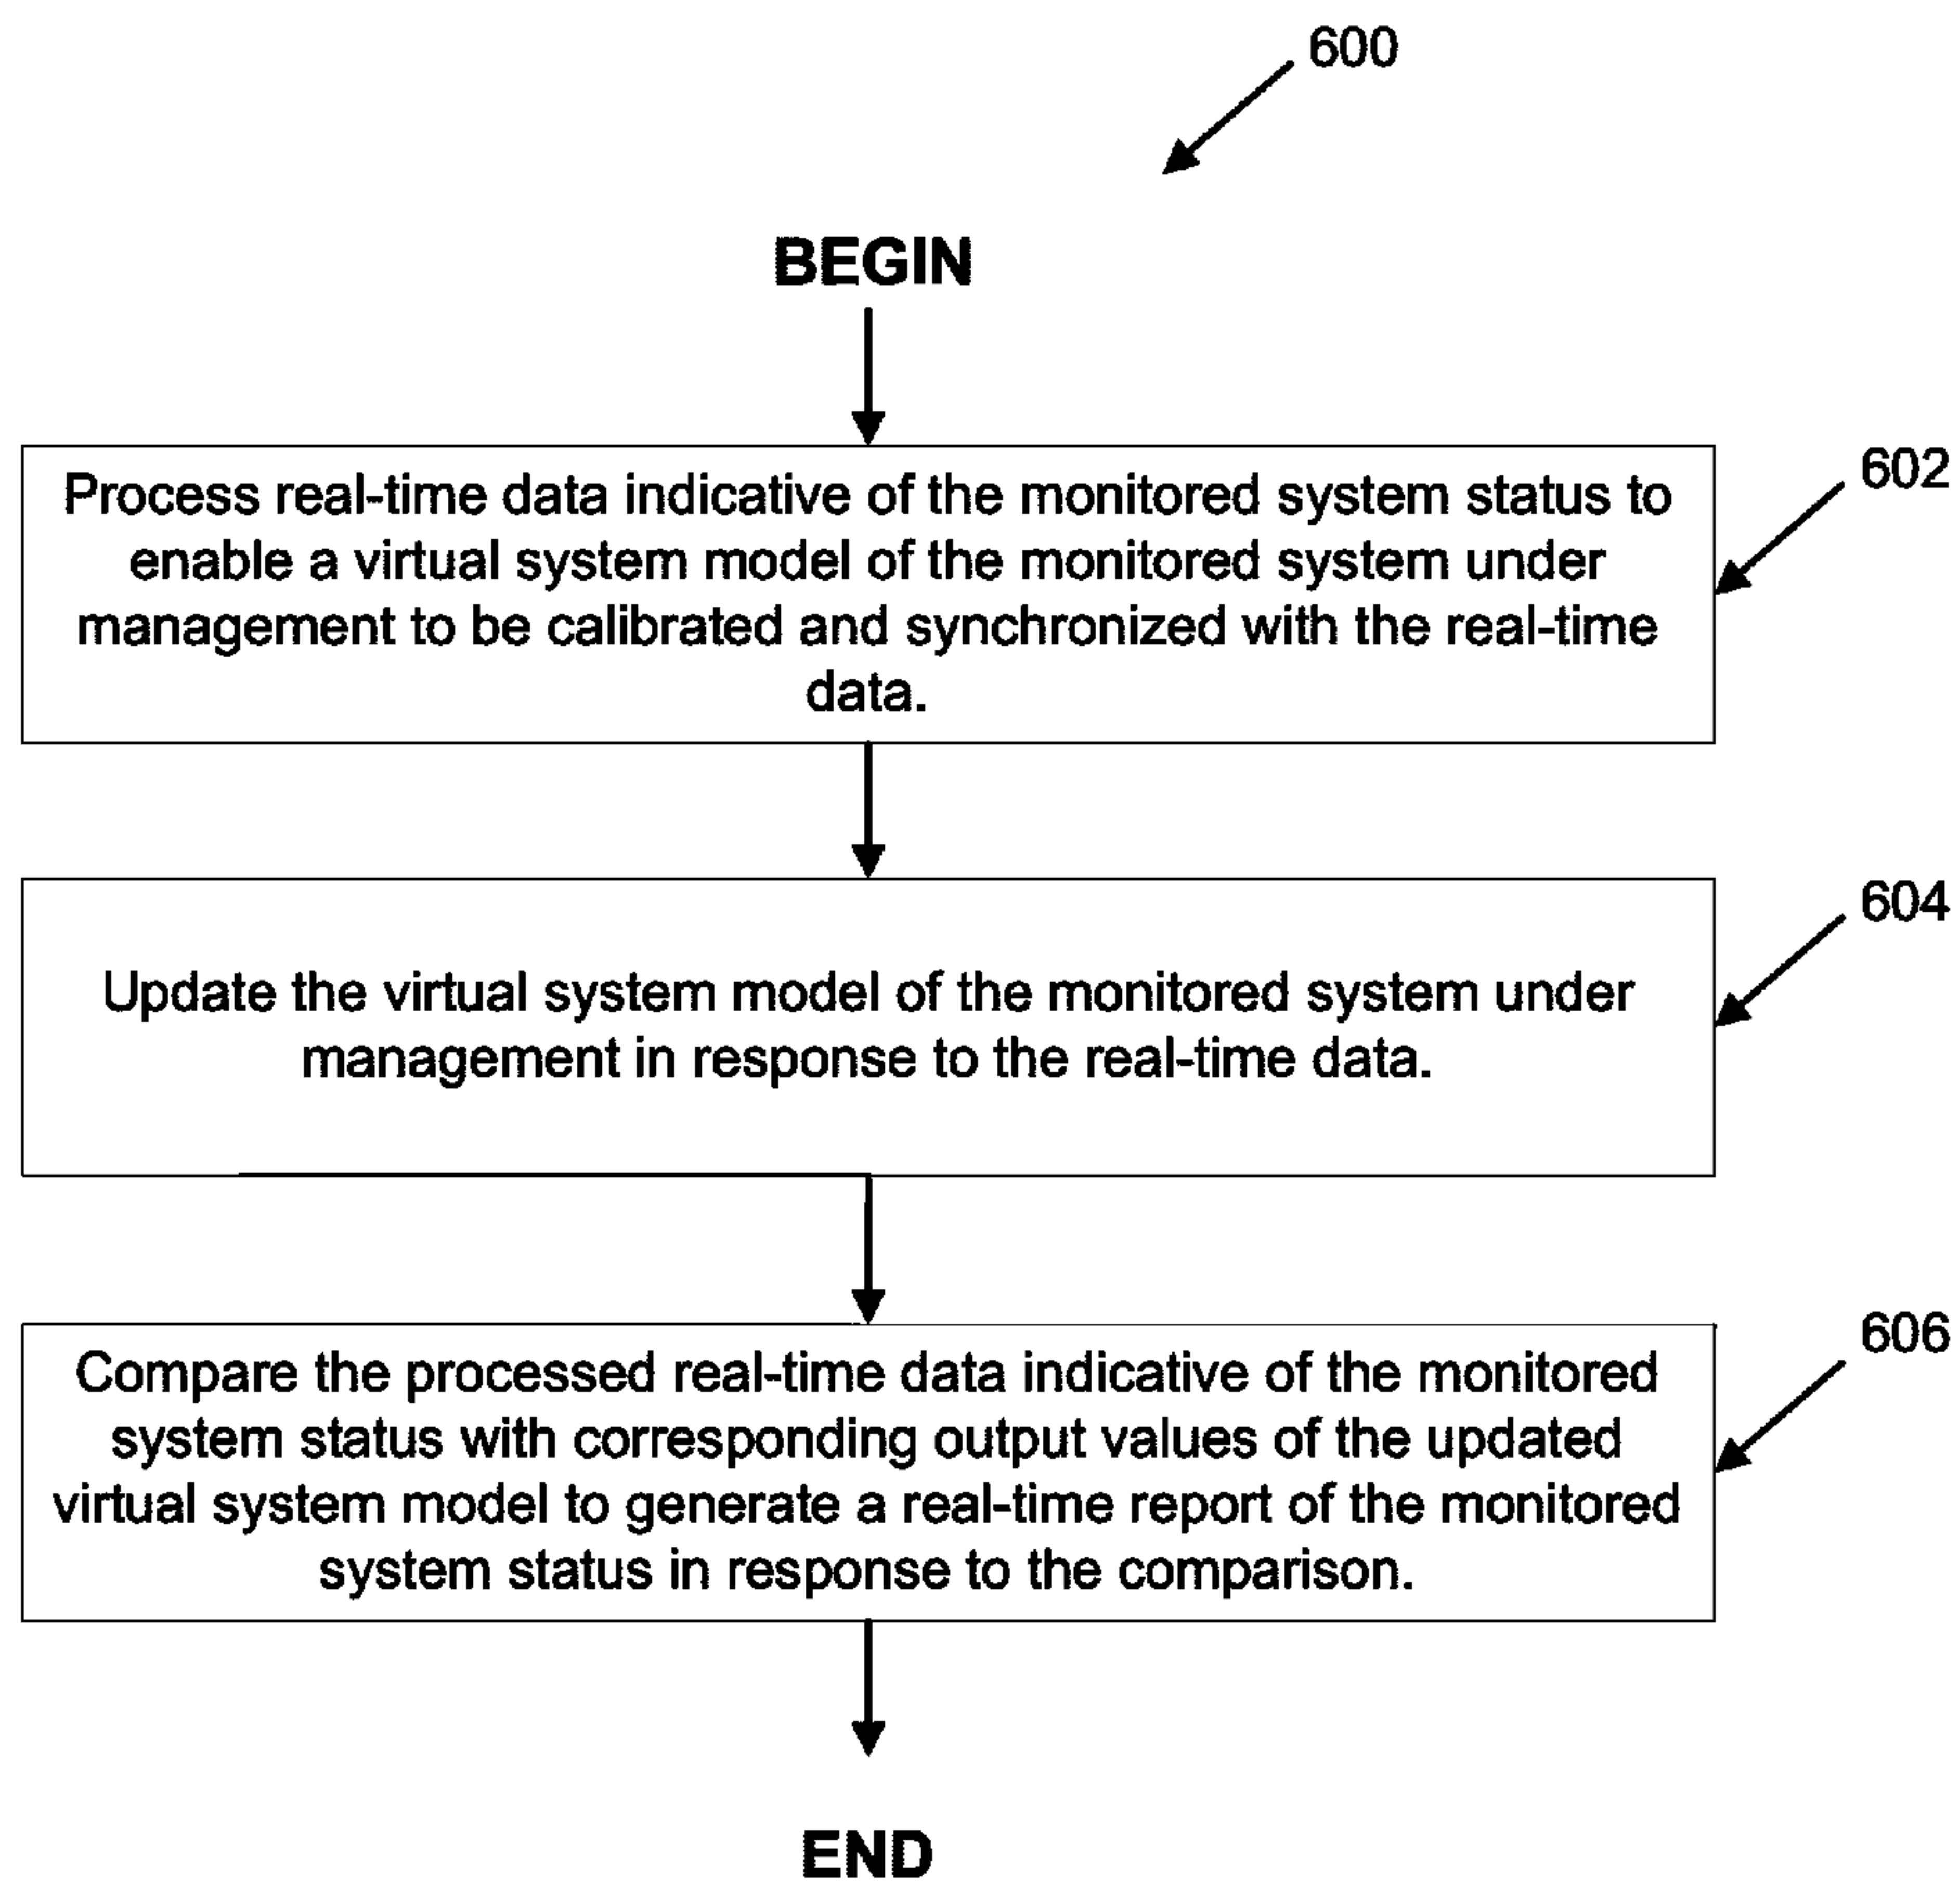 600
BEGIN
602
Process real-time data indicative of the monitored system status to
enable a virtual system model of the monitored system under
management to be calibrated and synchronized with the real-time
data.
604
Update the virtual system model of the monitored system under
management in response to the real-time data.
606
Compare the processed real-time data indicative of the monitored
system status with corresponding output values of the updated
virtual system model to generate a real-time report of the monitored
system status in response to the comparison.
END